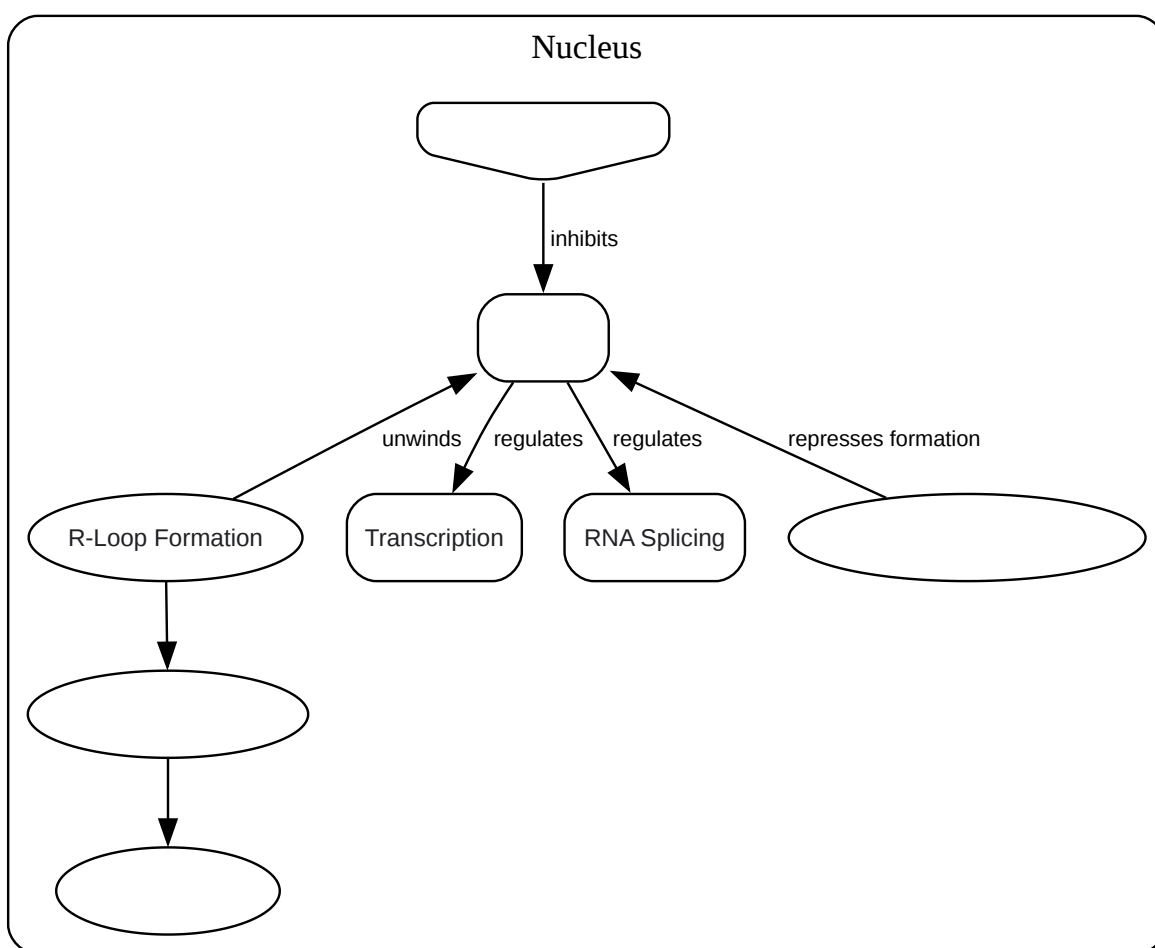 Nucleus
inhibits
unwinds
regulates
regulates
represses formation
R-Loop Formation
Transcription
RNA Splicing